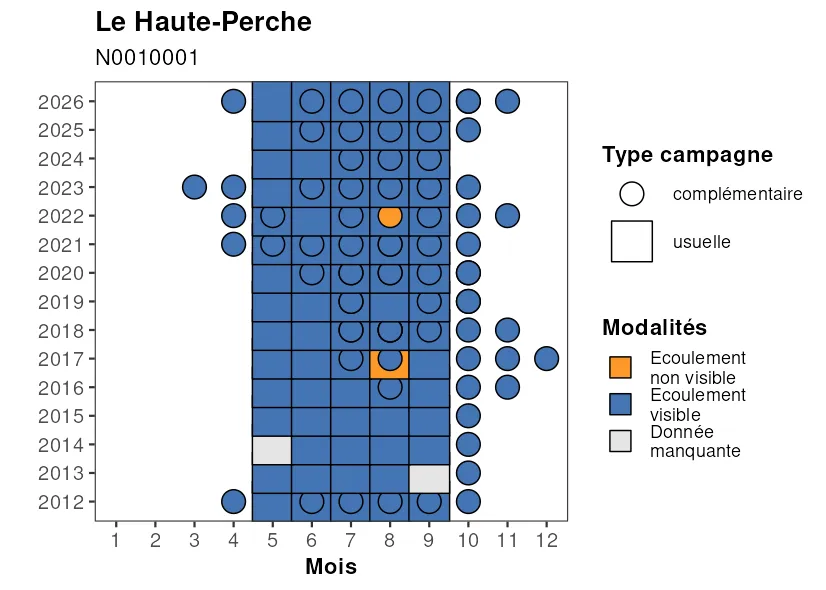 Le Haute-Perche
N0010001
2026
2025
2024
2023
2022
2021
2020
2019
2018
2017
2016
2015
2014
2013
2012
1 2 3 4 5 6 7 8 9 10 11 12
Mois
Type campagne
complémentaire
usuelle
Modalités
Ecoulement
non visible
Ecoulement
visible
Donnée
manquante